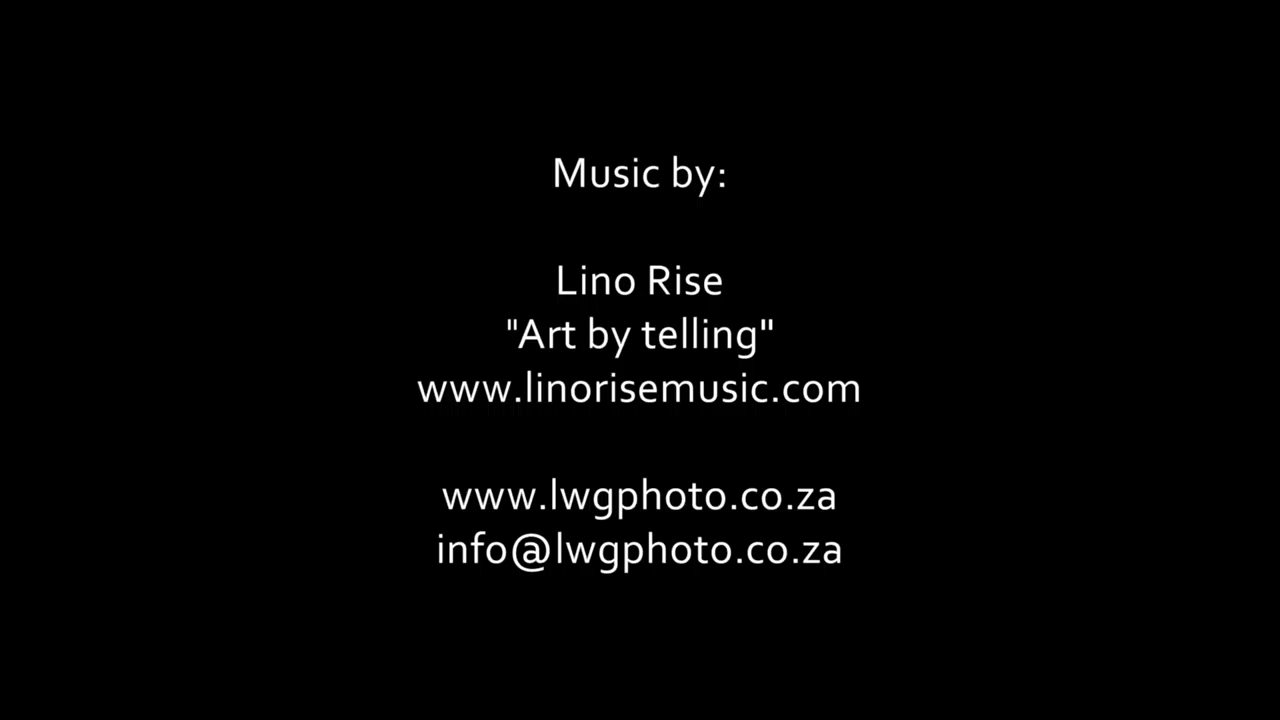 Music by:
Lino Rise
"Art by telling"
www.linorisemusic.com
www.lwgphoto.co.za
info@lwgphoto.co.za